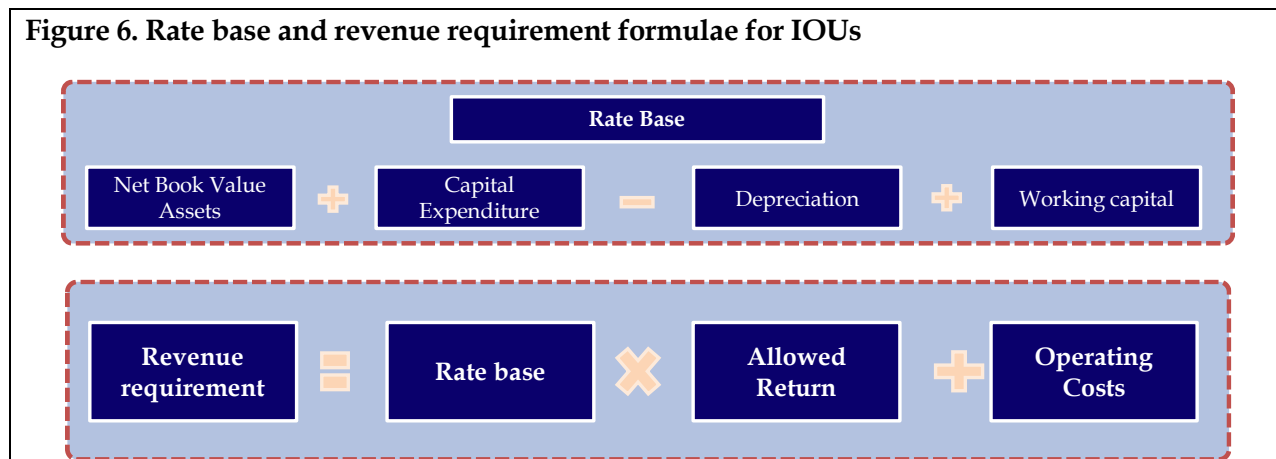 Figure 6. Rate base and revenue requirement formulae for IOUs
Rate Base
Net Book Value
Assets
+
Capital
Expenditure
−
Depreciation
+
Working capital
Revenue
requirement
=
Rate base
×
Allowed
Return
+
Operating
Costs